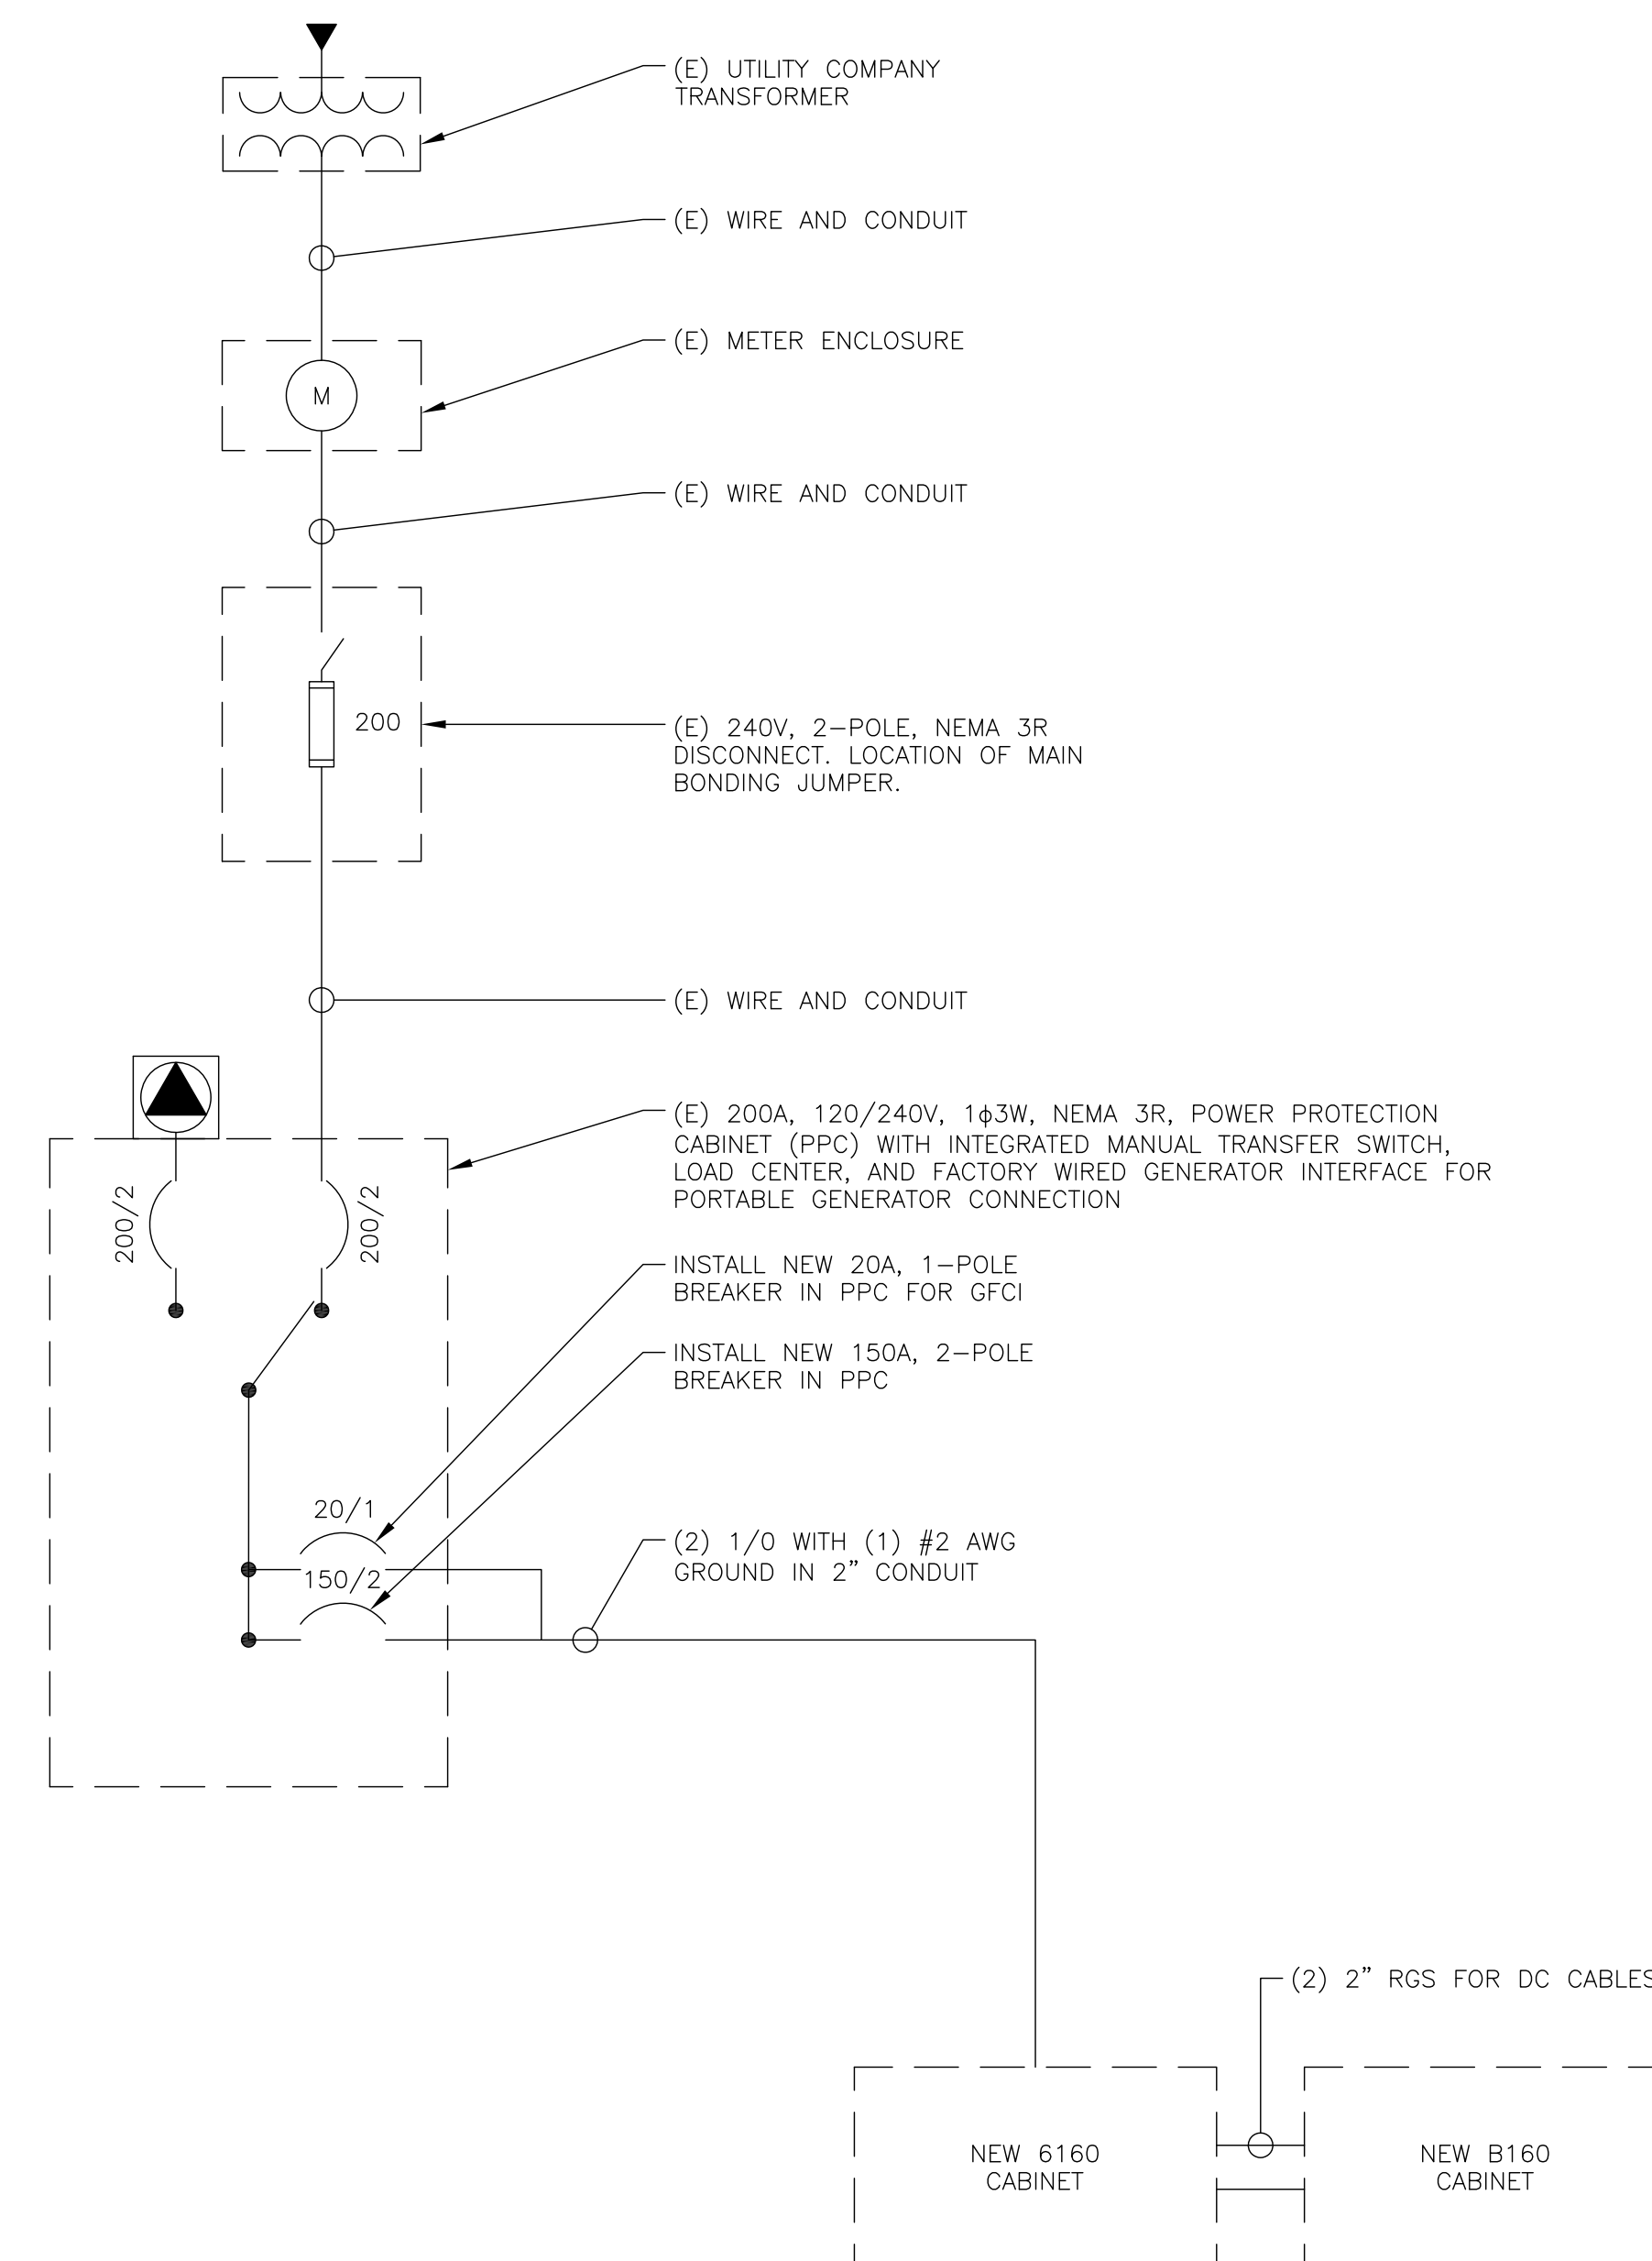 (E) UTILITY COMPANY
TRANSFORMER
(E) WIRE AND CONDUIT
(E) METER ENCLOSURE
M
(E) WIRE AND CONDUIT
200
(E) 240V, 2-POLE, NEMA 3R
DISCONNECT. LOCATION OF MAIN
BONDING JUMPER.
(E) WIRE AND CONDUIT
(E) 200A, 120/240V, 1ϕ3W, NEMA 3R, POWER PROTECTION
CABINET (PPC) WITH INTEGRATED MANUAL TRANSFER SWITCH,
LOAD CENTER, AND FACTORY WIRED GENERATOR INTERFACE FOR
PORTABLE GENERATOR CONNECTION
200/2
200/2
INSTALL NEW 20A, 1-POLE
BREAKER IN PPC FOR GFCI
INSTALL NEW 150A, 2-POLE
BREAKER IN PPC
20/1
150/2
(2) 1/0 WITH (1) #2 AWG
GROUND IN 2" CONDUIT
(2) 2" RGS FOR DC CABLES
NEW 6160
CABINET
NEW B160
CABINET